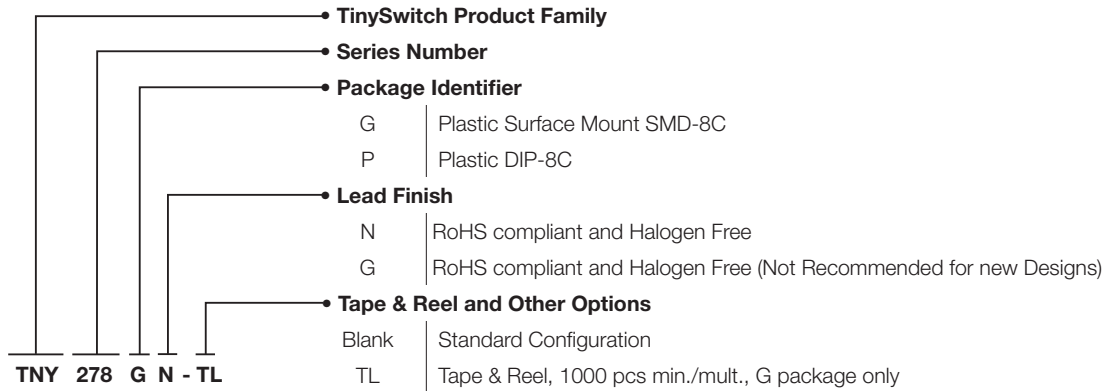 TinySwitch Product Family
Series Number
Package Identifier
G Plastic Surface Mount SMD-8C
P Plastic DIP-8C
Lead Finish
N RoHS compliant and Halogen Free
G RoHS compliant and Halogen Free (Not Recommended for new Designs)
Tape & Reel and Other Options
Blank Standard Configuration
TNY 278 G N - TL
TL Tape & Reel, 1000 pcs min./mult., G package only